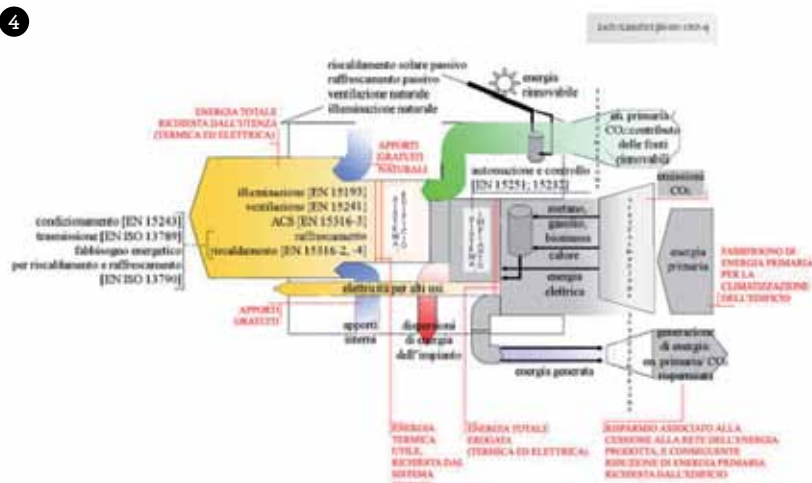 4
riscaldamento solare passivo
raffrescamento passivo
ventilazione naturale
illuminazione naturale
energia
rinnovabile
ENERGIA TOTALE
RICHIESTA DALL'UTENZA
(TERMICA ED ELETTRICA)
APPORTI
GRATUITI
NATURALI
en. primaria /
CO₂: contributo
delle fonti
rinnovabili
automazione e controllo
[EN 15251; 15232]
emissioni
CO₂
illuminazione [EN 15193]
ventilazione [EN 15241]
ACS [EN 15316-3]
raffrescamento
riscaldamento [EN 15316-2, -4]
condizionamento [EN 15243]
trasmissione [EN ISO 13789]
fabbisogno energetico
per riscaldamento e raffrescamento
[EN ISO 13790]
SISTEMA
EDIFICIO
SISTEMA
IMPIANTO
metano,
gasolio,
biomassa
calore
energia
elettrica
energia
primaria
FABBISOGNO DI
ENERGIA PRIMARIA
PER LA
CLIMATIZZAZIONE
DELL'EDIFICIO
elettricità per altri usi
APPORTI
GRATUITI
apporti
interni
dispersioni
di energia
dell'impianto
energia generata
generazione
di energia:
en. primaria/ CO₂
risparmiata
ENERGIA
TERMICA
UTILE,
RICHIESTA DAL
SISTEMA
ENERGIA TOTALE
EROGATA
(TERMICA ED ELETTRICA)
RISPARMIO ASSOCIATO ALLA
CESSIONE ALLA RETE DELL'ENERGIA
PRODOTTA, E CONSEGUENTE
RIDUZIONE DI ENERGIA PRIMARIA
RICHIESTA DALL'EDIFICIO